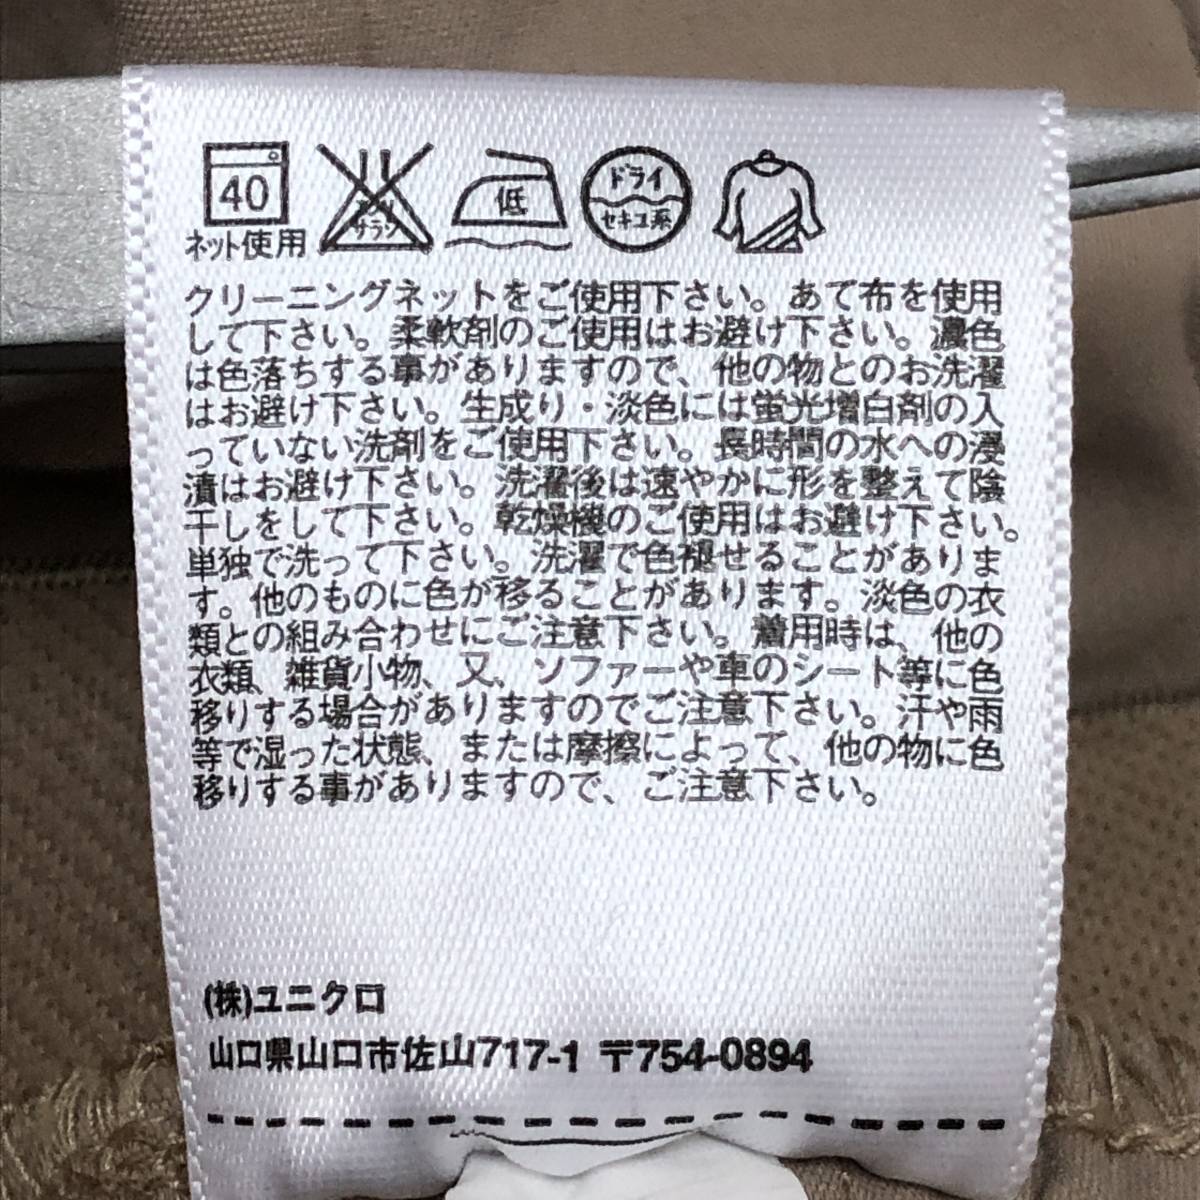 40
ネット使用
サラシ
低
ドライ
セキユ系
クリーニングネットをご使用下さい。あて布を使用
して下さい。柔軟剤のご使用はお避け下さい。濃色
は色落ちする事がありますので、他の物とのお洗濯
はお避け下さい。生成り・淡色には蛍光増白剤の入
っていない洗剤をご使用下さい。長時間の水への浸
漬はお避け下さい。洗濯後は速やかに形を整えて陰
干しをして下さい。乾燥機のご使用はお避け下さい。
単独で洗って下さい。洗濯で色褪せることがありま
す。他のものに色が移ることがあります。淡色の衣
類との組み合わせにご注意下さい。着用時は、他の
衣類、雑貨小物、又、ソファーや車のシート等に色
移りする場合がありますのでご注意下さい。汗や雨
等で湿った状態、または摩擦によって、他の物に色
移りする事がありますので、ご注意下さい。
(株)ユニクロ
山口県山口市佐山717-1 〒754-0894